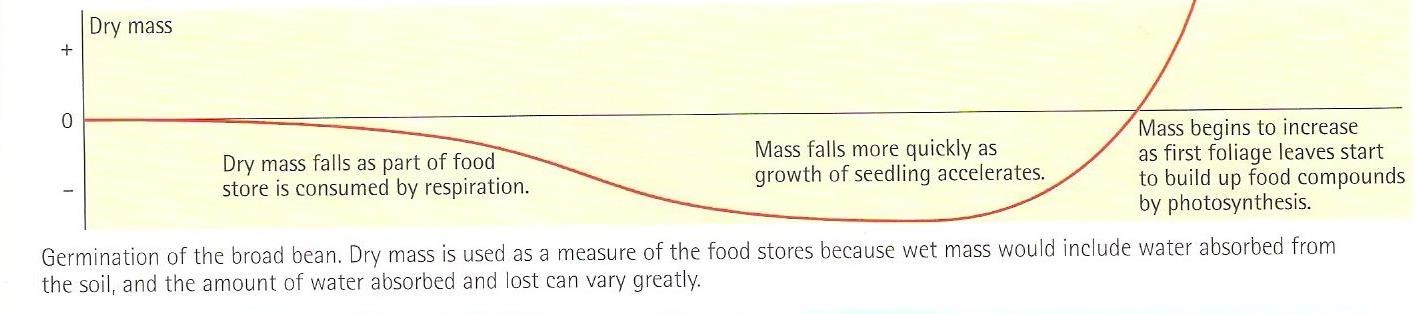 Dry mass
+
0
Dry mass falls as part of food
store is consumed by respiration.
–
Mass falls more quickly as
growth of seedling accelerates.
Mass begins to increase
as first foliage leaves start
to build up food compounds
by photosynthesis.
Germination of the broad bean. Dry mass is used as a measure of the food stores because wet mass would include water absorbed from
the soil, and the amount of water absorbed and lost can vary greatly.